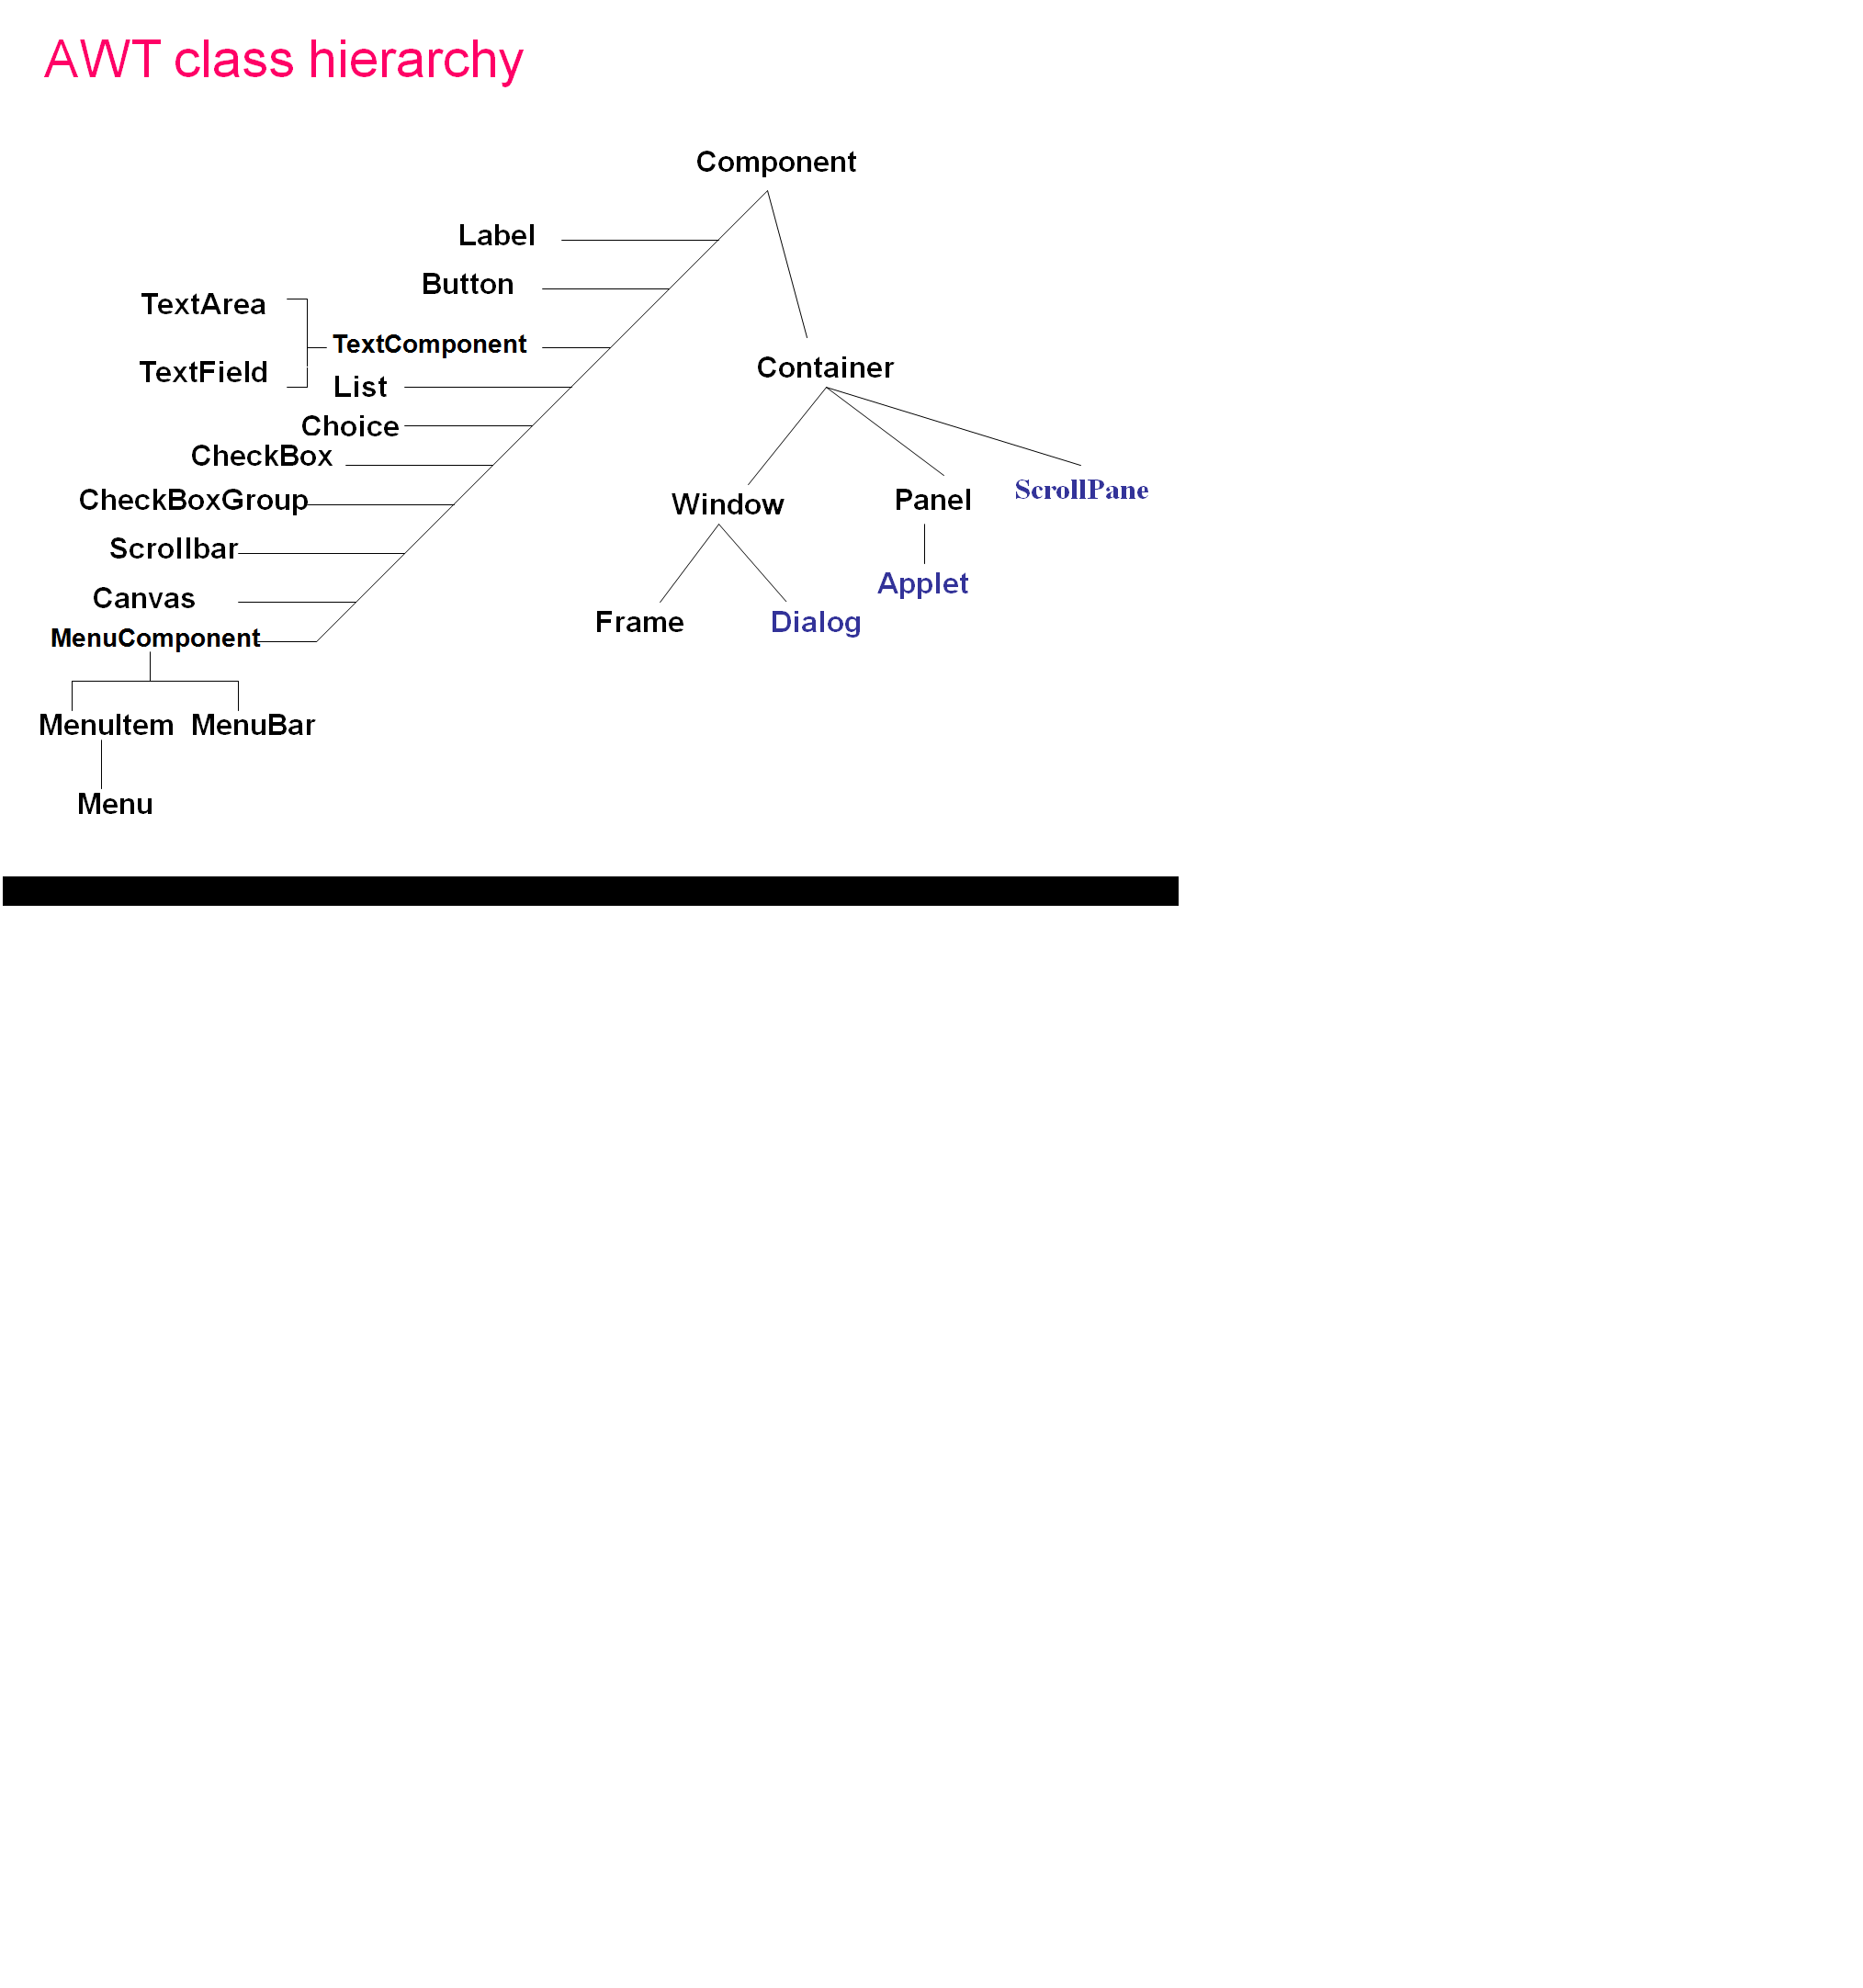 AWT class hierarchy
Component
Label
Button
TextArea
TextComponent
Container
TextField
List
Choice
CheckBox
CheckBoxGroup
Window
Panel
ScrollPane
Scrollbar
Applet
Canvas
Frame
Dialog
MenuComponent
MenuItem MenuBar
Menu